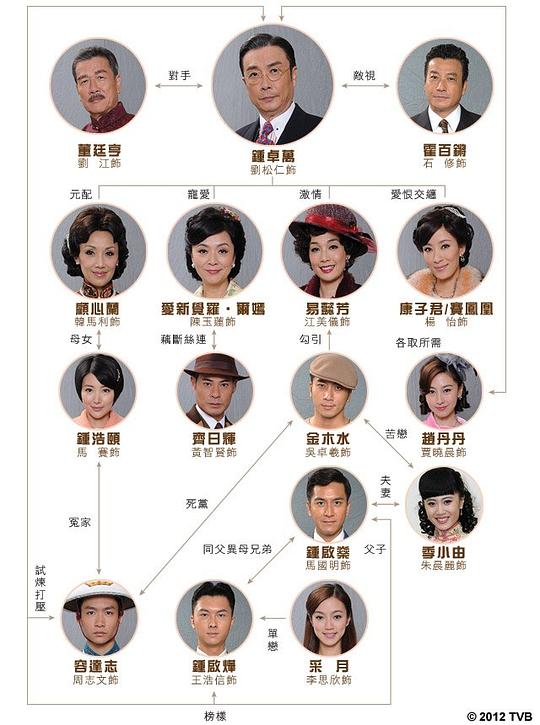 對手
敵視
董廷亨
劉 江飾
鍾卓萬
劉松仁飾
霍百鏘
石 修飾
元配
寵愛
激情
愛恨交纏
顧心蘭
韓馬利飾
愛新覺羅·爾嫣
陳玉蓮飾
易蕊芳
江美儀飾
康子君/賽鳳凰
楊 怡飾
母女
藕斷絲連
勾引
各取所需
鍾浩頤
馬 賽飾
齊日輝
黃智賢飾
金木水
吳卓羲飾
趙丹丹
賈曉晨飾
苦戀
死黨
夫妻
冤家
同父異母兄弟
鍾啟燊
馬國明飾
父子
季小由
朱晨麗飾
試煉打壓
單戀
容達志
周志文飾
鍾啟燁
王浩信飾
采 月
李思欣飾
榜樣
© 2012 TVB